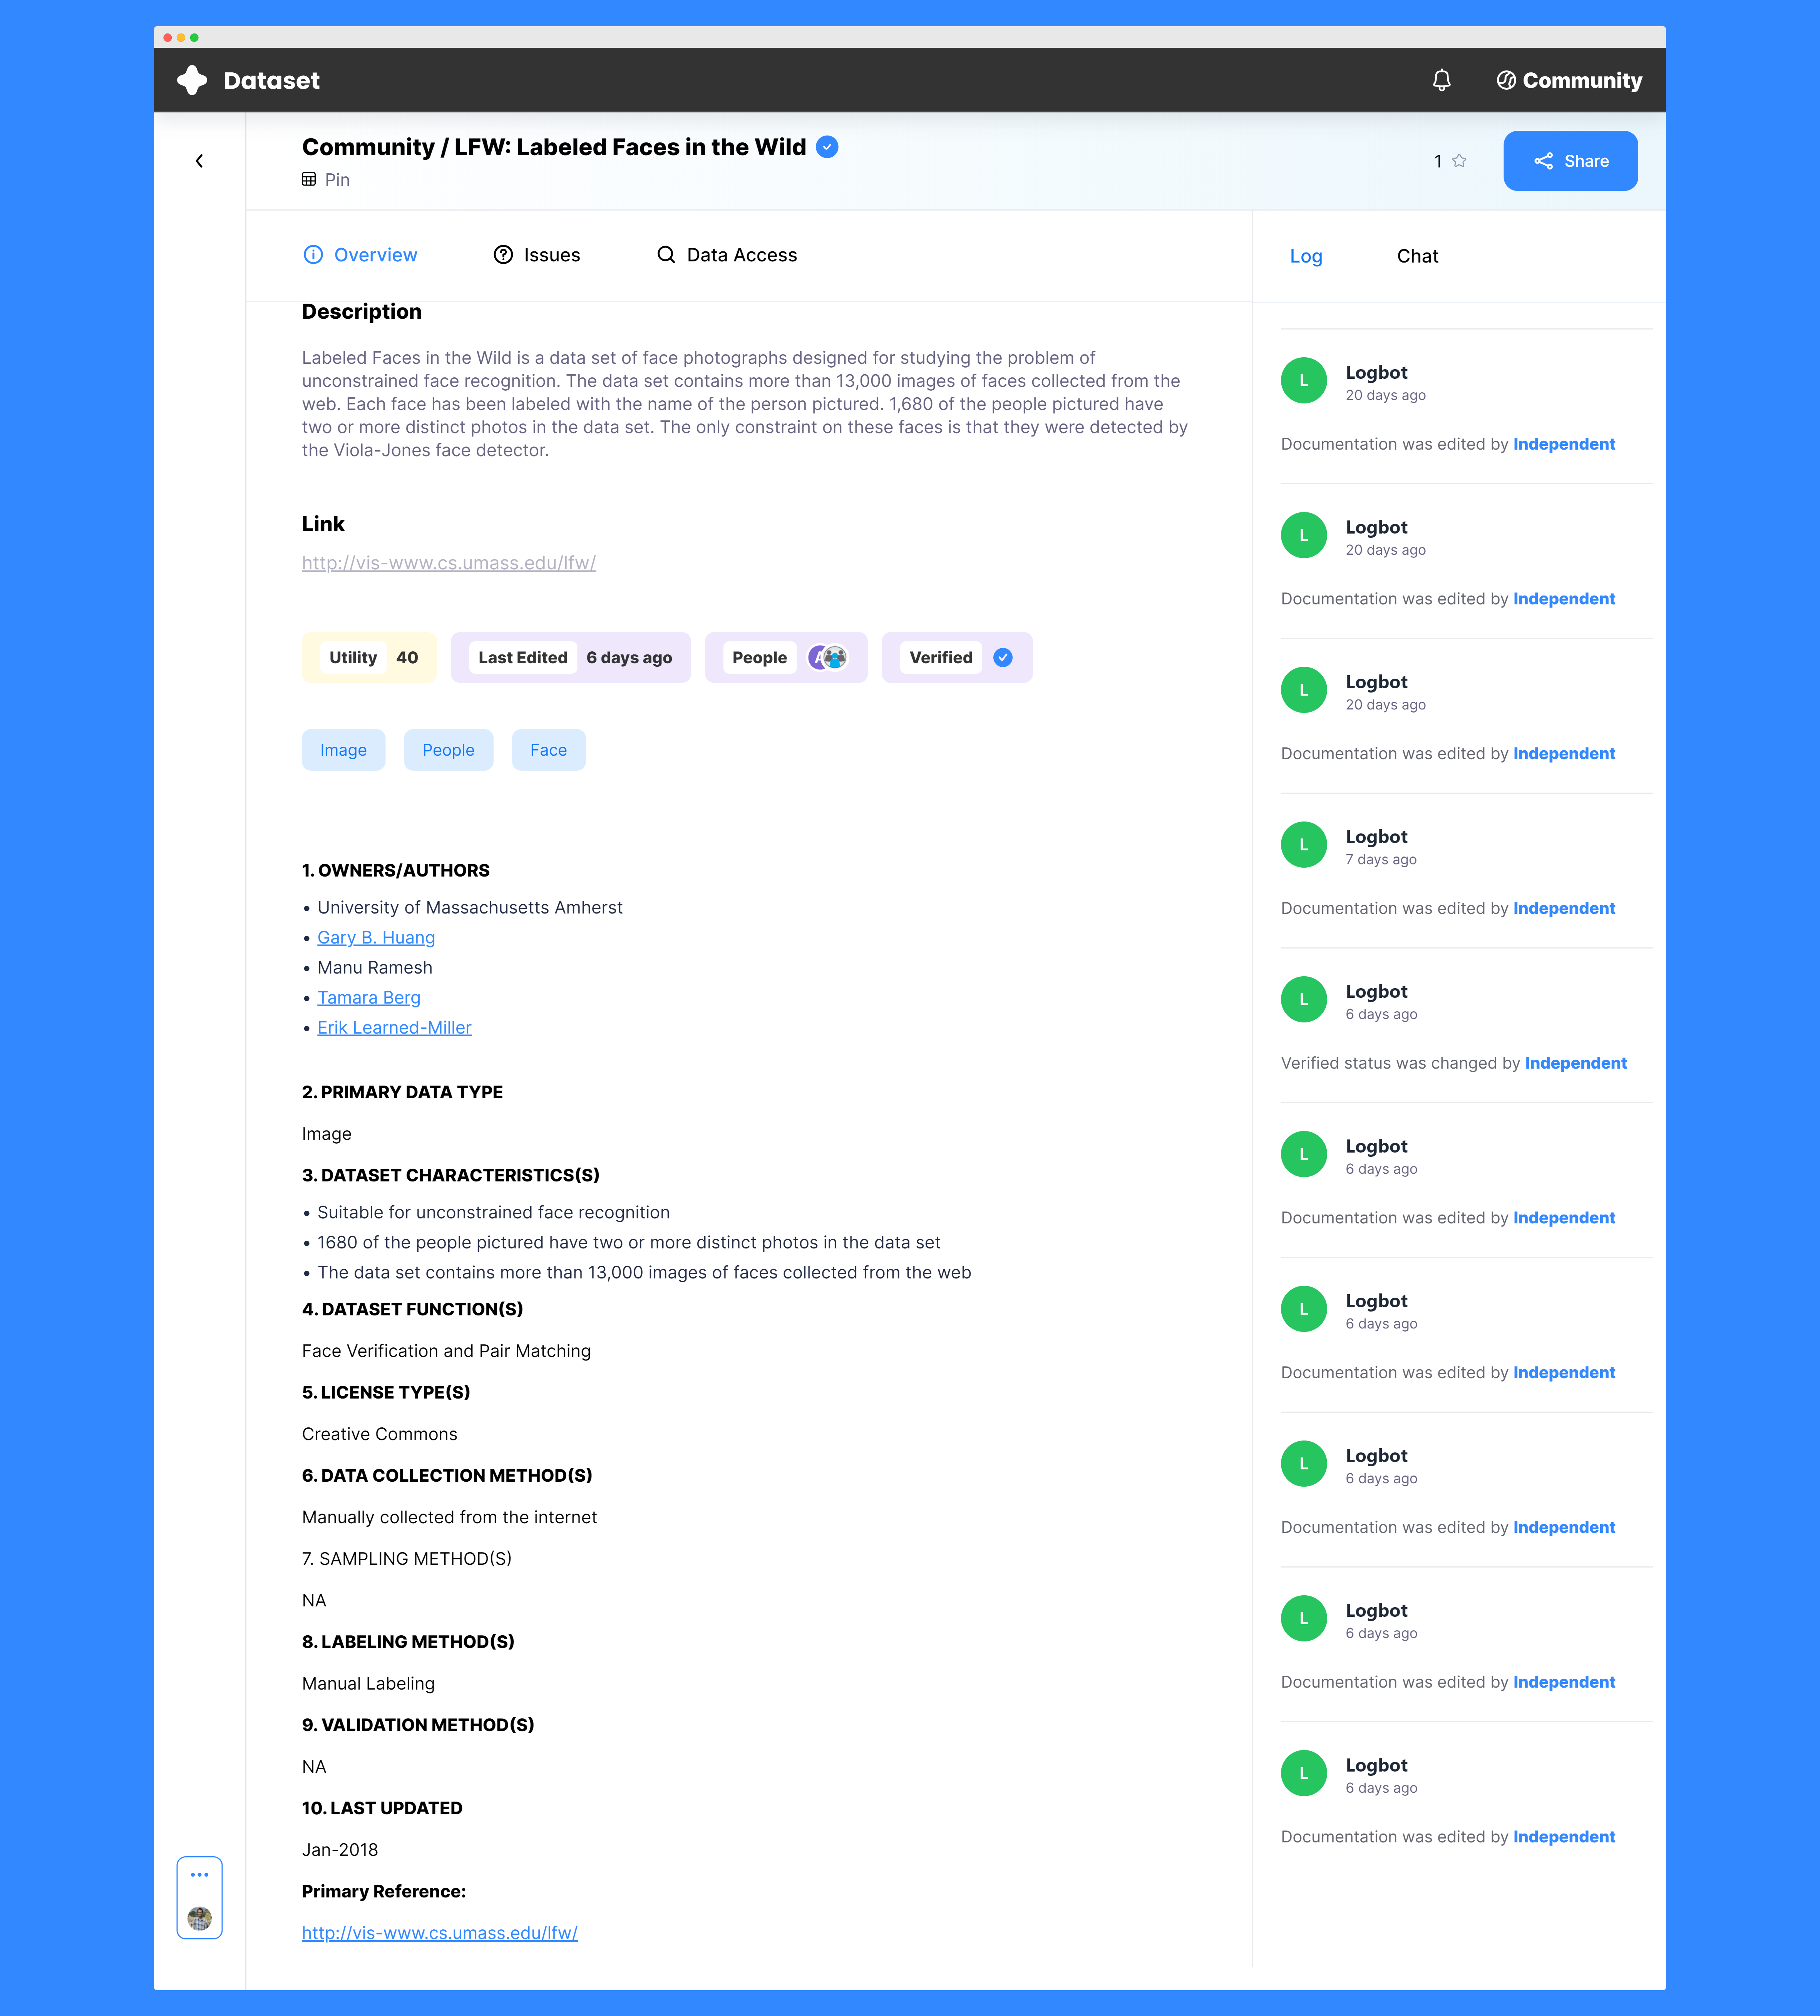 Dataset
Community
Community / LFW: Labeled Faces in the Wild
Pin
1
Share
Overview
Issues
Data Access
Log
Chat
Description
Labeled Faces in the Wild is a data set of face photographs designed for studying the problem of
unconstrained face recognition. The data set contains more than 13,000 images of faces collected from the
web. Each face has been labeled with the name of the person pictured. 1,680 of the people pictured have
two or more distinct photos in the data set. The only constraint on these faces is that they were detected by
the Viola-Jones face detector.
Link
http://vis-www.cs.umass.edu/lfw/
Utility 40
Last Edited 6 days ago
People A
Verified
Image
People
Face
1. OWNERS/AUTHORS
• University of Massachusetts Amherst
• Gary B. Huang
• Manu Ramesh
• Tamara Berg
• Erik Learned-Miller
2. PRIMARY DATA TYPE
Image
3. DATASET CHARACTERISTICS(S)
• Suitable for unconstrained face recognition
• 1680 of the people pictured have two or more distinct photos in the data set
• The data set contains more than 13,000 images of faces collected from the web
4. DATASET FUNCTION(S)
Face Verification and Pair Matching
5. LICENSE TYPE(S)
Creative Commons
6. DATA COLLECTION METHOD(S)
Manually collected from the internet
7. SAMPLING METHOD(S)
NA
8. LABELING METHOD(S)
Manual Labeling
9. VALIDATION METHOD(S)
NA
10. LAST UPDATED
Jan-2018
Primary Reference:
http://vis-www.cs.umass.edu/lfw/
L
Logbot
20 days ago
Documentation was edited by Independent
L
Logbot
20 days ago
Documentation was edited by Independent
L
Logbot
20 days ago
Documentation was edited by Independent
L
Logbot
7 days ago
Documentation was edited by Independent
L
Logbot
6 days ago
Verified status was changed by Independent
L
Logbot
6 days ago
Documentation was edited by Independent
L
Logbot
6 days ago
Documentation was edited by Independent
L
Logbot
6 days ago
Documentation was edited by Independent
L
Logbot
6 days ago
Documentation was edited by Independent
L
Logbot
6 days ago
Documentation was edited by Independent